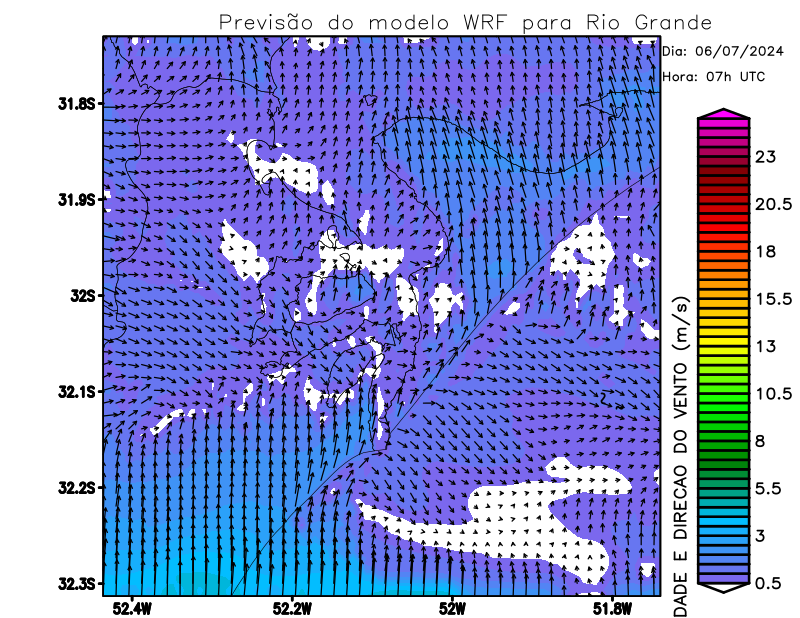 Previsão do modelo WRF para Rio Grande
Dia: 06/07/2024
Hora: 07h UTC
31.8S
31.9S
32S
32.1S
32.2S
32.3S
52.4W
52.2W
52W
51.8W
23
20.5
18
15.5
13
10.5
8
5.5
3
0.5
DADE E DIRECAO DO VENTO (m/s)